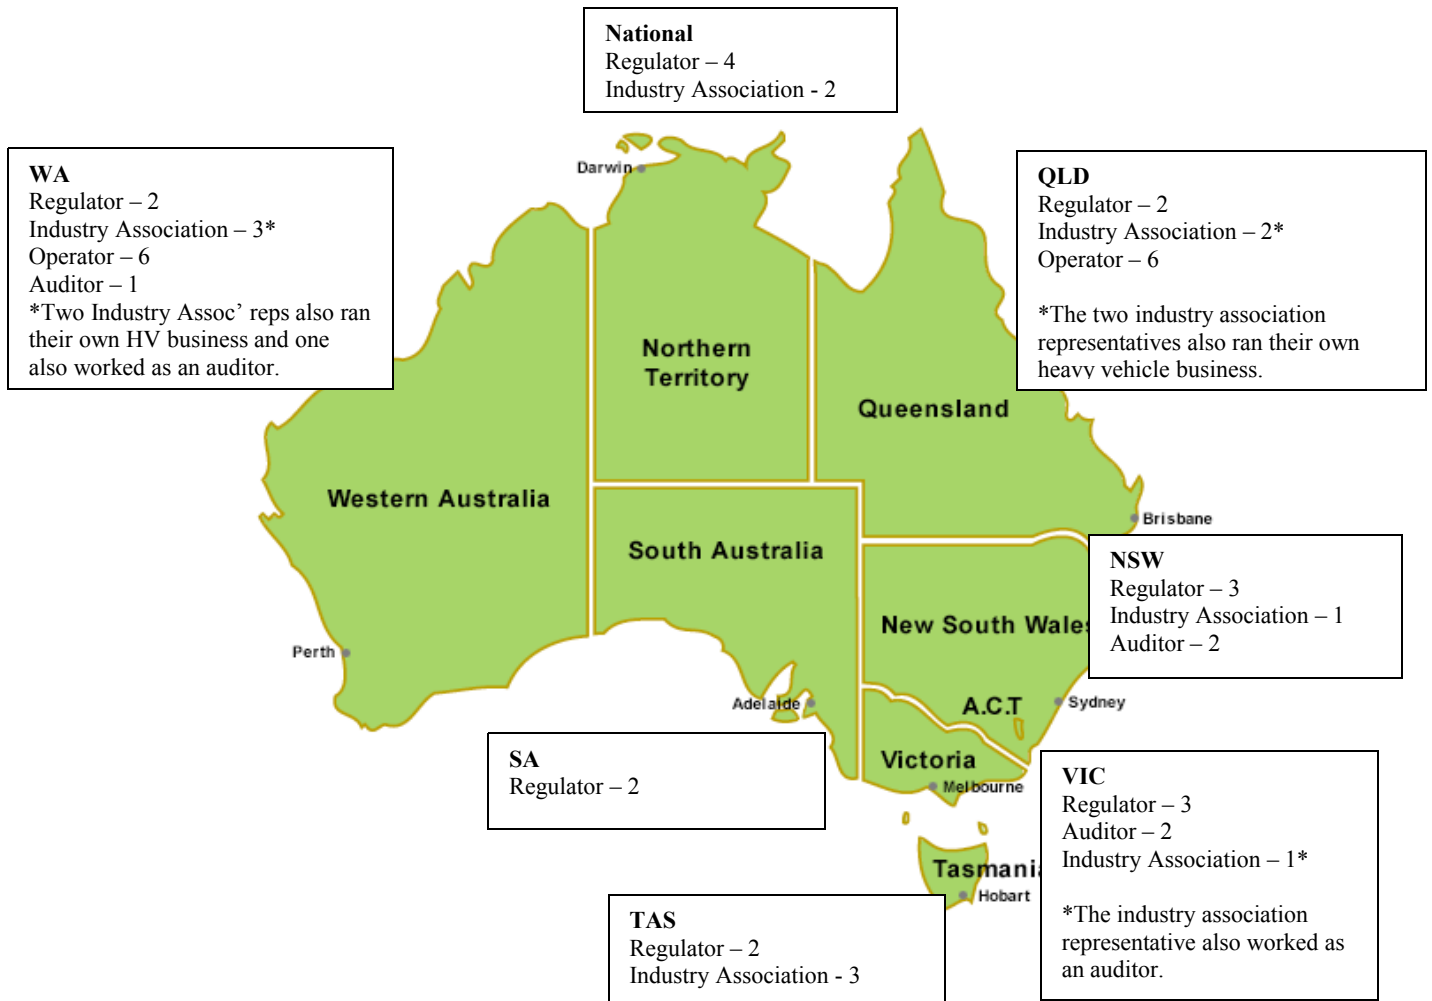 National
Regulator – 4
Industry Association - 2
WA
Regulator – 2
Industry Association – 3*
Operator – 6
Auditor – 1
*Two Industry Assoc’ reps also ran
their own HV business and one
also worked as an auditor.
QLD
Regulator – 2
Industry Association – 2*
Operator – 6
*The two industry association
representatives also ran their own
heavy vehicle business.
Darwin
Northern
Territory
Queensland
Western Australia
South Australia
Brisbane
NSW
Regulator – 3
Industry Association – 1
Auditor – 2
New South Wales
Perth
Adelaide
A.C.T
Sydney
Victoria
Melbourne
SA
Regulator – 2
VIC
Regulator – 3
Auditor – 2
Industry Association – 1*
*The industry association
representative also worked as
an auditor.
Tasmania
Hobart
TAS
Regulator – 2
Industry Association - 3